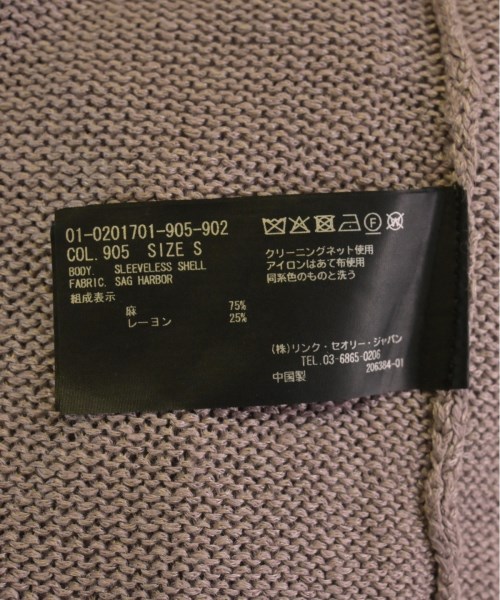 01-0201701-905-902
COL. 905 SIZE S
BODY. SLEEVELESS SHELL
FABRIC. SAG HARBOR
組成表示
麻 75%
レーヨン 25%
クリーニングネット使用
アイロンはあて布使用
同系色のものと洗う
(株)リンク・セオリー・ジャパン
TEL.03-6865-0206
206384-01
中国製